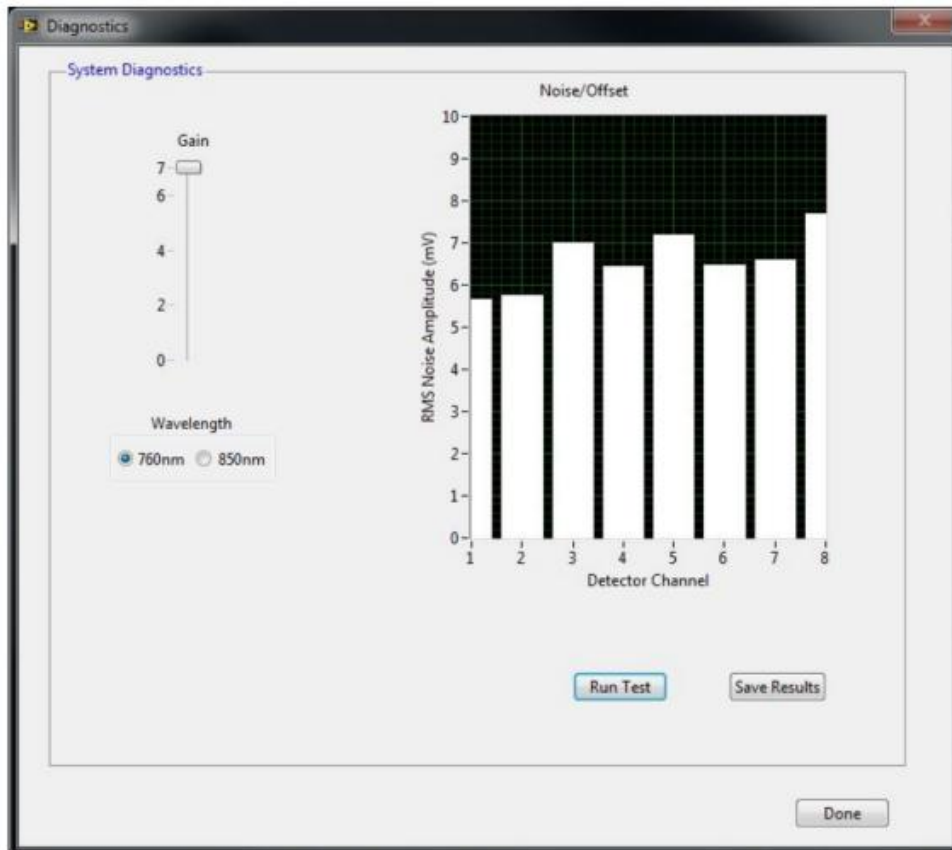 Diagnostics
System Diagnostics
Gain
7
6
4
2
0
Wavelength
760nm 850nm
Noise/Offset
RMS Noise Amplitude (mV)
10
9
8
7
6
5
4
3
2
1
0
1 2 3 4 5 6 7 8
Detector Channel
Run Test Save Results
Done